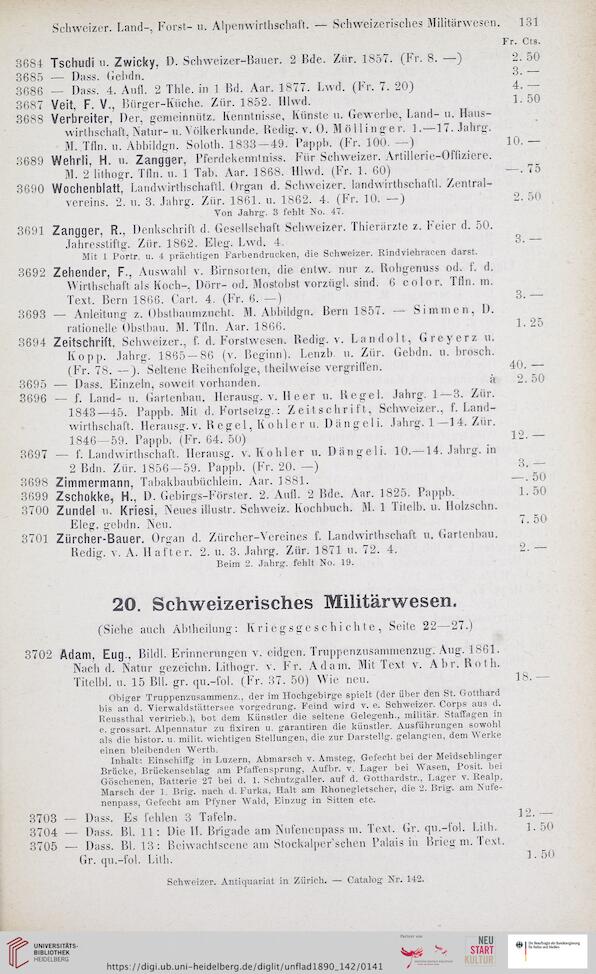 Schweizer. Land-, Forst- u. Alpenwirthschaft. — Schweizerisches Militärwesen. 131
Fr. Cts.
3684 Tschudi u. Zwicky, D. Schweizer-Bauer. 2 Bde. Zür. 1857. (Fr. 8. —) 2. 50
3685 — Dass. Gebdn. 3. —
3686 — Dass. 4. Aufl. 2 Thle. in 1 Bd. Aar. 1877. Lwd. (Fr. 7. 20) 4. —
3687 Veit, F. V., Bürger-Küche. Zür. 1852. Hlwd. 1. 50
3688 Verbreiter, Der, gemeinnütz. Kenntnisse, Künste u. Gewerbe, Land- u. Haus-
wirthschaft, Natur- u. Völkerkunde. Redig. v. O. Möllinger. 1.—17. Jahrg.
M. Tfln. u. Abbildgn. Soloth. 1833—49. Pappb. (Fr. 100. —) 10. —
3689 Wehrli, H. u. Zangger, Pferdekenntniss. Für Schweizer. Artillerie-Offiziere.
M. 2 lithogr. Tfln. u. 1 Tab. Aar. 1868. Hlwd. (Fr. 1. 60) —. 75
3690 Wochenblatt, Landwirthschaftl. Organ d. Schweizer. landwirthschaftl. Zentral-
vereins. 2. u. 3. Jahrg. Zür. 1861. u. 1862. 4. (Fr. 10. —) 2. 50
Von Jahrg. 3 fehlt No. 47.
3691 Zangger, R., Denkschrift d. Gesellschaft Schweizer. Thierärzte z. Feier d. 50.
Jahresstiftg. Zür. 1862. Eleg. Lwd. 4. 3. —
Mit 1 Portr. u. 4 prächtigen Farbendrucken, die Schweizer. Rindviehracen darst.
3692 Zehender, F., Auswahl v. Birnsorten, die entw. nur z. Rohgenuss od. f. d.
Wirthschaft als Koch-, Dörr- od. Mostobst vorzügl. sind. 6 color. Tfln. m.
Text. Bern 1866. Cart. 4. (Fr. 6. —) 3. —
3693 — Anleitung z. Obstbaumzucht. M. Abbildgn. Bern 1857. — Simmen, D.
rationelle Obstbau. M. Tfln. Aar. 1866. 1. 25
3694 Zeitschrift, Schweizer., f. d. Forstwesen. Redig. v. Landolt, Greyerz u.
Kopp. Jahrg. 1865—86 (v. Beginn). Lenzb. u. Zür. Gebdn. u. brosch.
(Fr. 78. —). Seltene Reihenfolge, theilweise vergriffen. 40. —
3695 — Dass. Einzeln, soweit vorhanden. à 2. 50
3696 — f. Land- u. Gartenbau. Herausg. v. Heer u. Regel. Jahrg. 1—3. Zür.
1843—45. Pappb. Mit d. Fortsetzg.: Zeitschrift, Schweizer., f. Land-
wirthschaft. Herausg. v. Regel, Kohler u. Dängeli. Jahrg. 1—14. Zür.
1846—59. Pappb. (Fr. 64. 50) 12. —
3697 — f. Landwirthschaft. Herausg. v. Kohler u. Dängeli. 10.—14. Jahrg. in
2 Bdn. Zür. 1856—59. Pappb. (Fr. 20. —) 3. —
3698 Zimmermann, Tabakbaubüchlein. Aar. 1881. —. 50
3699 Zschokke, H., D. Gebirgs-Förster. 2. Aufl. 2 Bde. Aar. 1825. Pappb. 1. 50
3700 Zundel u. Kriesi, Neues illustr. Schweiz. Kochbuch. M. 1 Titelb. u. Holzschn.
Eleg. gebdn. Neu. 7. 50
3701 Zürcher-Bauer. Organ d. Zürcher-Vereines f. Landwirthschaft u. Gartenbau.
Redig. v. A. Hafter. 2. u. 3. Jahrg. Zür. 1871 u. 72. 4. 2. —
Beim 2. Jahrg. fehlt No. 19.
20. Schweizerisches Militärwesen.
(Siehe auch Abtheilung: Kriegsgeschichte, Seite 22—27.)
3702 Adam, Eug., Bildl. Erinnerungen v. eidgen. Truppenzusammenzug. Aug. 1861.
Nach d. Natur gezeichn. Lithogr. v. Fr. Adam. Mit Text v. Abr. Roth.
Titelbl. u. 15 Bll. gr. qu.-fol. (Fr. 37. 50) Wie neu. 18. —
Obiger Truppenzusammenz., der im Hochgebirge spielt (der über den St. Gotthard
bis an d. Vierwaldstättersee vorgedrung. Feind wird v. e. Schweizer. Corps aus d.
Reussthal vertrieb.), bot dem Künstler die seltene Gelegenh., militär. Staffagen in
e. grossart. Alpennatur zu fixiren u. garantiren die künstler. Ausführungen sowohl
als die histor. u. milit. wichtigen Stellungen, die zur Darstellg. gelangten, dem Werke
einen bleibenden Werth.
Inhalt: Einschiffg in Luzern, Abmarsch v. Amsteg, Gefecht bei der Meidschlinger
Brücke, Brückenschlag am Pfaffensprung, Aufbr. v. Lager bei Wasen, Posit. bei
Göschenen, Batterie 27 bei d. 1. Schutzgaller. auf d. Gotthardstr., Lager v. Realp,
Marsch der 1. Brig. nach d. Furka, Halt am Rhonegletscher, die 2. Brig. am Nufe-
nenpass, Gefecht am Pfyner Wald, Einzug in Sitten etc.
3703 — Dass. Es fehlen 3 Tafeln. 12. —
3704 — Dass. Bl. 11: Die II. Brigade am Nufenenpass m. Text. Gr. qu.-fol. Lith. 1. 50
3705 — Dass. Bl. 13: Beiwachtscene am Stockalper'schen Palais in Brieg m. Text.
Gr. qu.-fol. Lith. 1. 50
Schweizer. Antiquariat in Zürich. — Catalog Nr. 142.
UNIVERSITÄTS-
BIBLIOTHEK
HEIDELBERG
https://digi.ub.uni-heidelberg.de/diglit/unflad1890_142/0141
Partner von
NEU
START
KULTUR